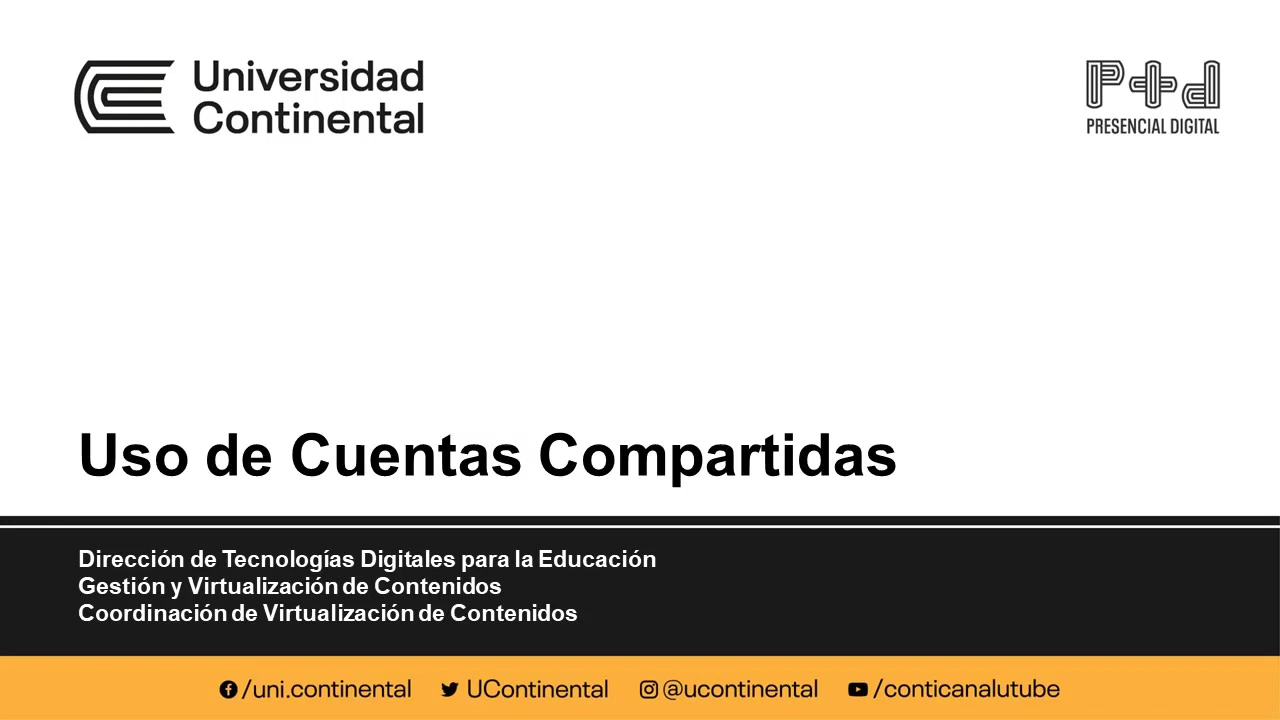 Universidad
Continental
P+d
PRESENCIAL DIGITAL
Uso de Cuentas Compartidas
Dirección de Tecnologías Digitales para la Educación
Gestión y Virtualización de Contenidos
Coordinación de Virtualización de Contenidos
/uni.continental UContinental @ucontinental /conticanalutube